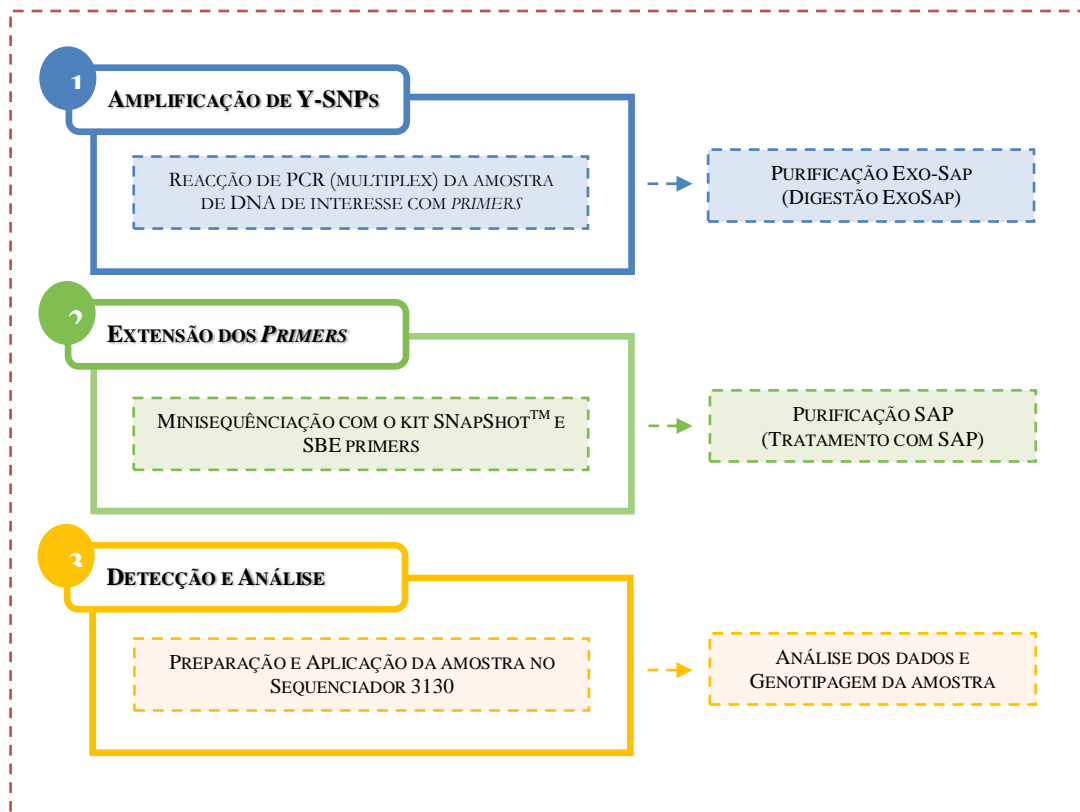 1
AMPLIFICAÇÃO DE Y-SNPS
REACÇÃO DE PCR (MULTIPLEX) DA AMOSTRA
DE DNA DE INTERESSE COM PRIMERS
PURIFICAÇÃO EXO-SAP
(DIGESTÃO EXOSAP)
2
EXTENSÃO DOS PRIMERS
MINISEQUÊNCIAÇÃO COM O KIT SNAPSHOT™ E
SBE PRIMERS
PURIFICAÇÃO SAP
(TRATAMENTO COM SAP)
3
DETECÇÃO E ANÁLISE
PREPARAÇÃO E APLICAÇÃO DA AMOSTRA NO
SEQUENCIADOR 3130
ANÁLISE DOS DADOS E
GENOTIPAGEM DA AMOSTRA